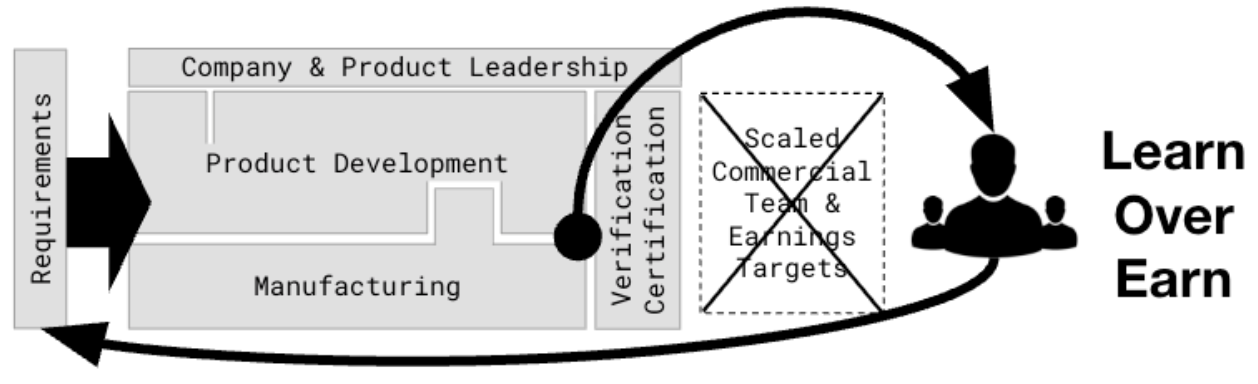 Company & Product Leadership
Requirements
Product Development
Manufacturing
Verification
Certification
Scaled
Commercial
Team &
Earnings
Targets
Learn
Over
Earn